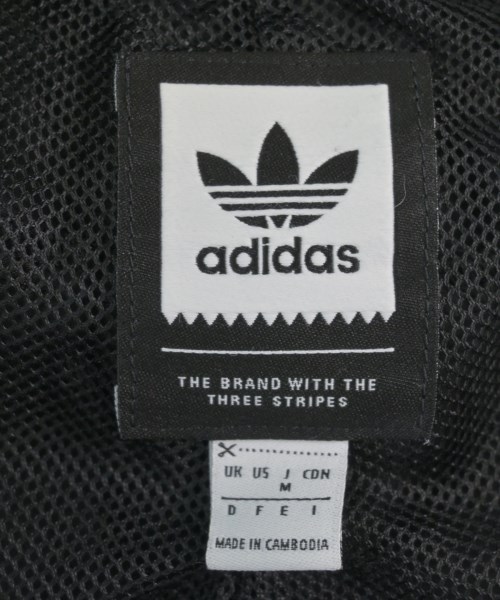 adidas
THE BRAND WITH THE
THREE STRIPES
UK US J CDN
M
D F E I
MADE IN CAMBODIA